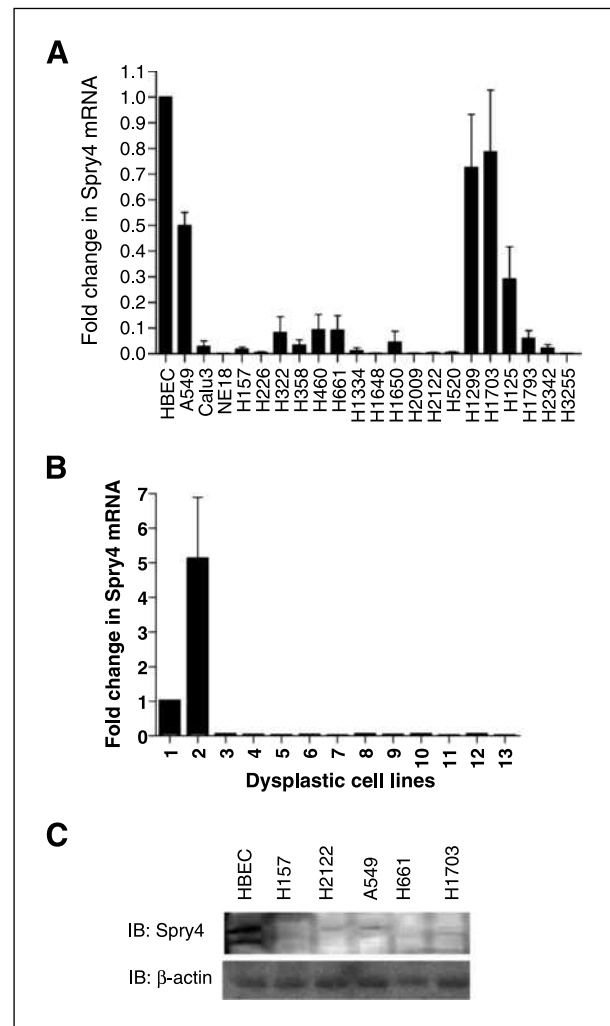 A
Fold change in Spry4 mRNA
1.1
1.0
0.9
0.8
0.7
0.6
0.5
0.4
0.3
0.2
0.1
0.0
HBEC
A549
Calu3
NE18
H157
H226
H322
H358
H460
H661
H1334
H1648
H1650
H2009
H2122
H520
H1299
H1703
H125
H1793
H2342
H3255
B
Fold change in Spry4 mRNA
7
6
5
4
3
2
1
0
1
2
3
4
5
6
7
8
9
10
11
12
13
Dysplastic cell lines
C
HBEC
H157
H2122
A549
H661
H1703
IB: Spry4
IB: β-actin